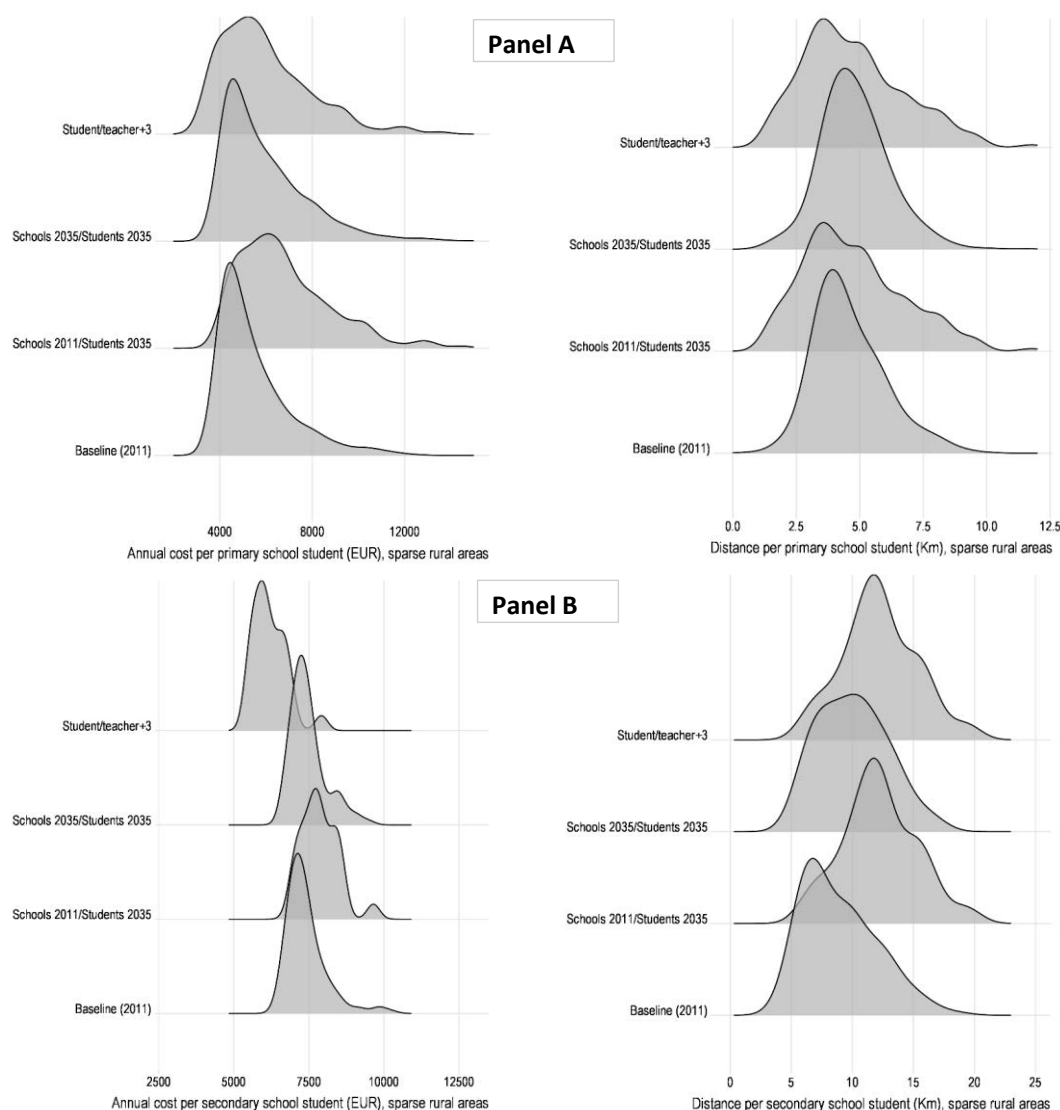 Panel A
Student/teacher+3
Schools 2035/Students 2035
Schools 2011/Students 2035
Baseline (2011)
4000 8000 12000
Annual cost per primary school student (EUR), sparse rural areas
Student/teacher+3
Schools 2035/Students 2035
Schools 2011/Students 2035
Baseline (2011)
0.0 2.5 5.0 7.5 10.0 12.5
Distance per primary school student (Km), sparse rural areas
Panel B
Student/teacher+3
Schools 2035/Students 2035
Schools 2011/Students 2035
Baseline (2011)
2500 5000 7500 10000 12500
Annual cost per secondary school student (EUR), sparse rural areas
Student/teacher+3
Schools 2035/Students 2035
Schools 2011/Students 2035
Baseline (2011)
0 5 10 15 20 25
Distance per secondary school student (Km), sparse rural areas